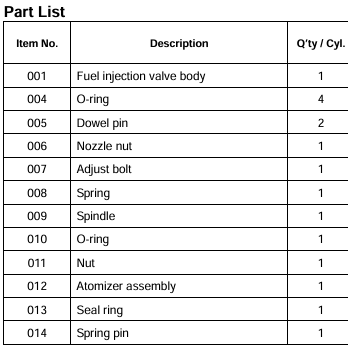 Part List
Item No. Description Q'ty / Cyl.
001 Fuel injection valve body 1
004 O-ring 4
005 Dowel pin 2
006 Nozzle nut 1
007 Adjust bolt 1
008 Spring 1
009 Spindle 1
010 O-ring 1
011 Nut 1
012 Atomizer assembly 1
013 Seal ring 1
014 Spring pin 1